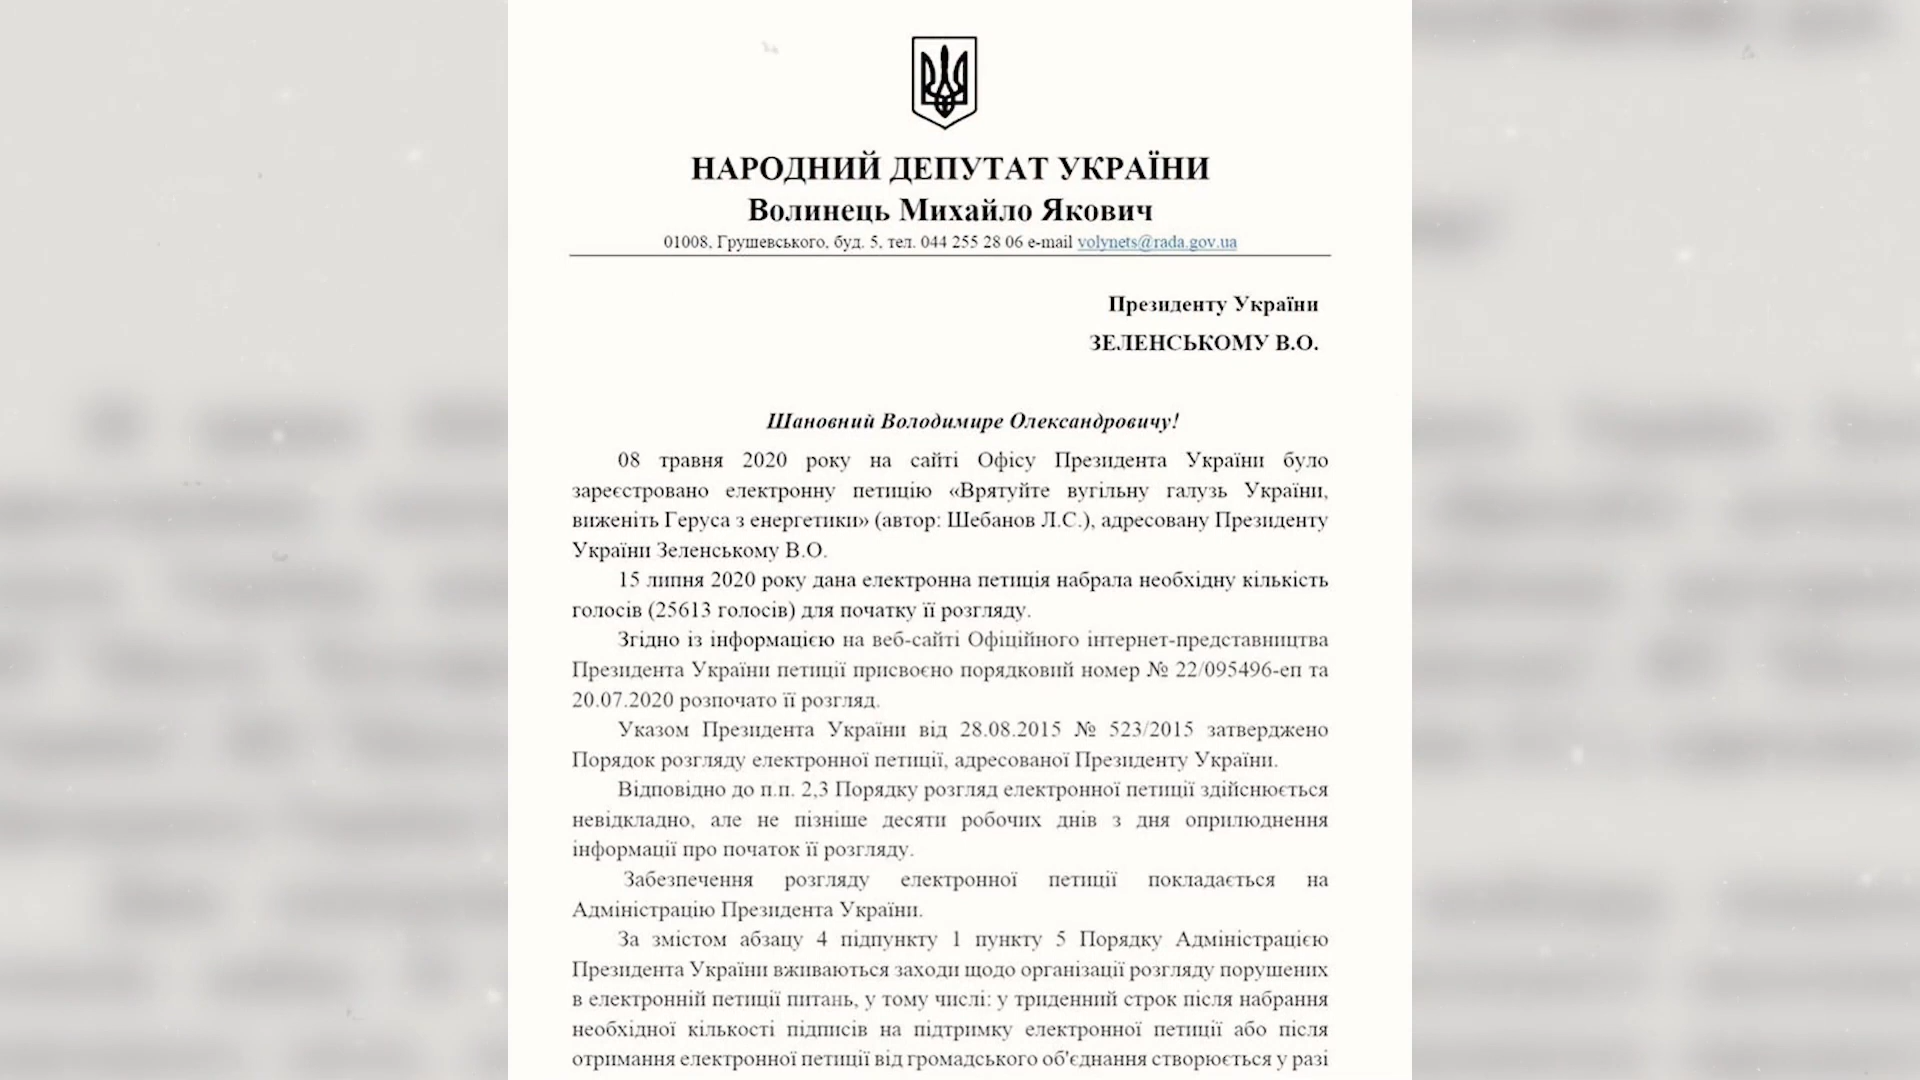 НАРОДНИЙ ДЕПУТАТ УКРАЇНИ
Волинець Михайло Якович
01008, Грушевського, буд. 5, тел. 044 255 28 06 e-mail volynets@rada.gov.ua
Президенту України
ЗЕЛЕНСЬКОМУ В.О.
Шановний Володимире Олександровичу!
08 травня 2020 року на сайті Офісу Президента України було
зареєстровано електронну петицію «Врятуйте вугільну галузь України,
виженіть Геруса з енергетики» (автор: Шебанов Л.С.), адресовану Президенту
України Зеленському В.О.
15 липня 2020 року дана електронна петиція набрала необхідну кількість
голосів (25613 голосів) для початку її розгляду.
Згідно із інформацією на веб-сайті Офіційного інтернет-представництва
Президента України петиції присвоєно порядковий номер № 22/095496-еп та
20.07.2020 розпочато її розгляд.
Указом Президента України від 28.08.2015 № 523/2015 затверджено
Порядок розгляду електронної петиції, адресованої Президенту України.
Відповідно до п.п. 2,3 Порядку розгляд електронної петиції здійснюється
невідкладно, але не пізніше десяти робочих днів з дня оприлюднення
інформації про початок її розгляду.
Забезпечення розгляду електронної петиції покладається на
Адміністрацію Президента України.
За змістом абзацу 4 підпункту 1 пункту 5 Порядку Адміністрацією
Президента України вживаються заходи щодо організації розгляду порушених
в електронній петиції питань, у тому числі: у триденний строк після набрання
необхідної кількості підписів на підтримку електронної петиції або після
отримання електронної петиції від громадського об'єднання створюється у разі